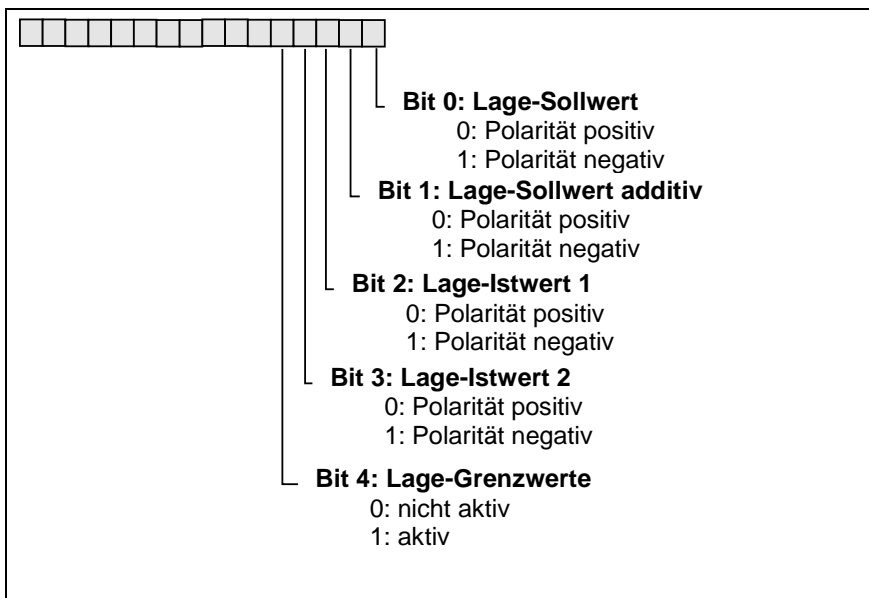 Bit 0: Lage-Sollwert
0: Polarität positiv
1: Polarität negativ
Bit 1: Lage-Sollwert additiv
0: Polarität positiv
1: Polarität negativ
Bit 2: Lage-Istwert 1
0: Polarität positiv
1: Polarität negativ
Bit 3: Lage-Istwert 2
0: Polarität positiv
1: Polarität negativ
Bit 4: Lage-Grenzwerte
0: nicht aktiv
1: aktiv